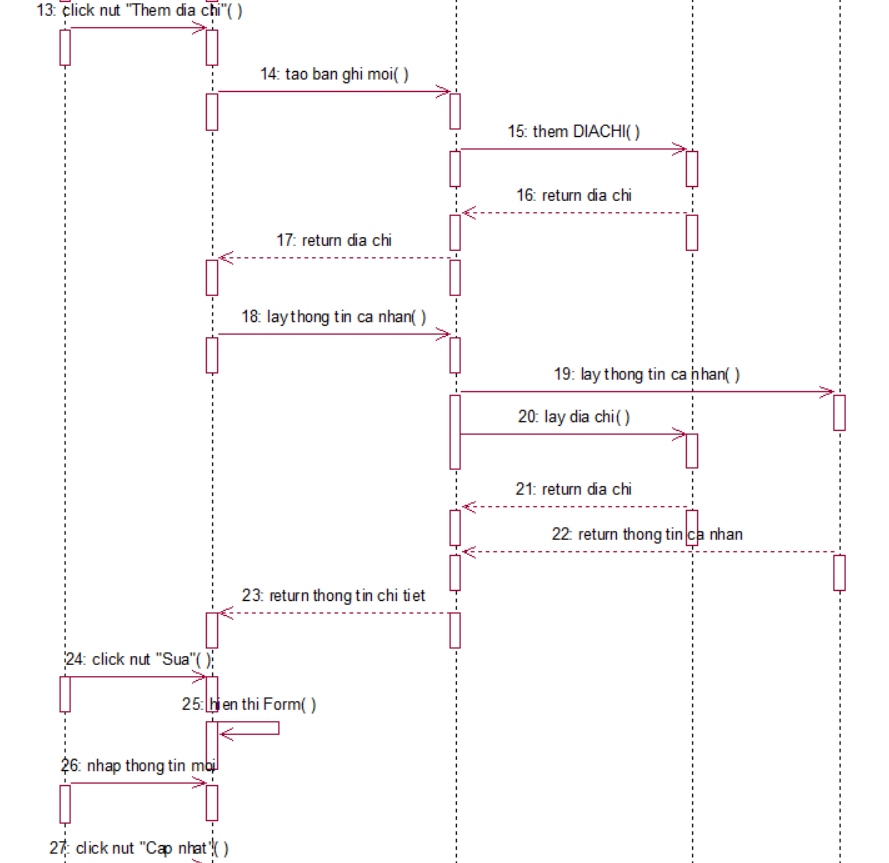 13: click nut "Them dia chi"( )
14: tao ban ghi moi( )
15: them DIACHI( )
16: return dia chi
17: return dia chi
18: lay thong tin ca nhan( )
19: lay thong tin ca nhan( )
20: lay dia chi( )
21: return dia chi
22: return thong tin ca nhan
23: return thong tin chi tiet
24: click nut "Sua"( )
25: hien thi Form( )
26: nhap thong tin moi
27: click nut "Cap nhat"( )